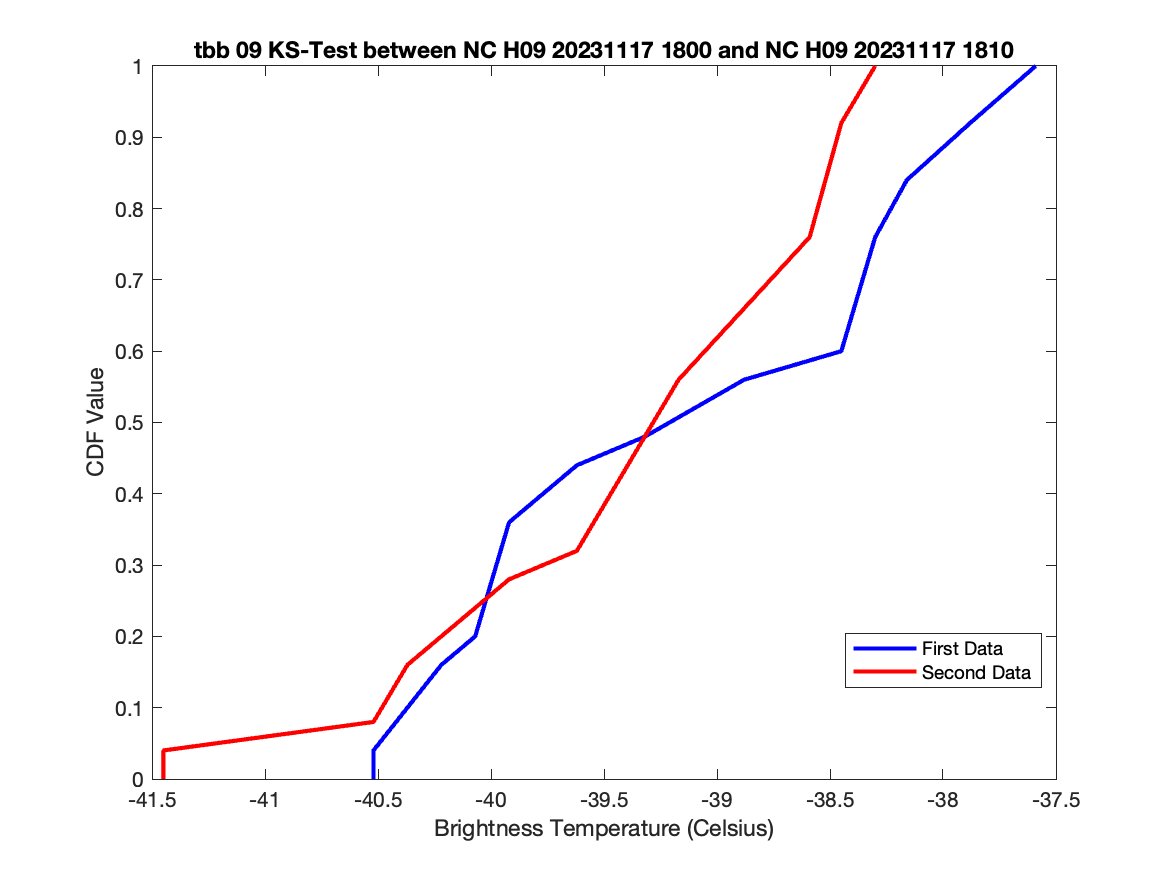 tbb 09 KS-Test between NC H09 20231117 1800 and NC H09 20231117 1810
1
0.9
0.8
0.7
0.6
0.5
0.4
0.3
0.2
0.1
0
CDF Value
First Data
Second Data
-41.5 -41 -40.5 -40 -39.5 -39 -38.5 -38 -37.5
Brightness Temperature (Celsius)